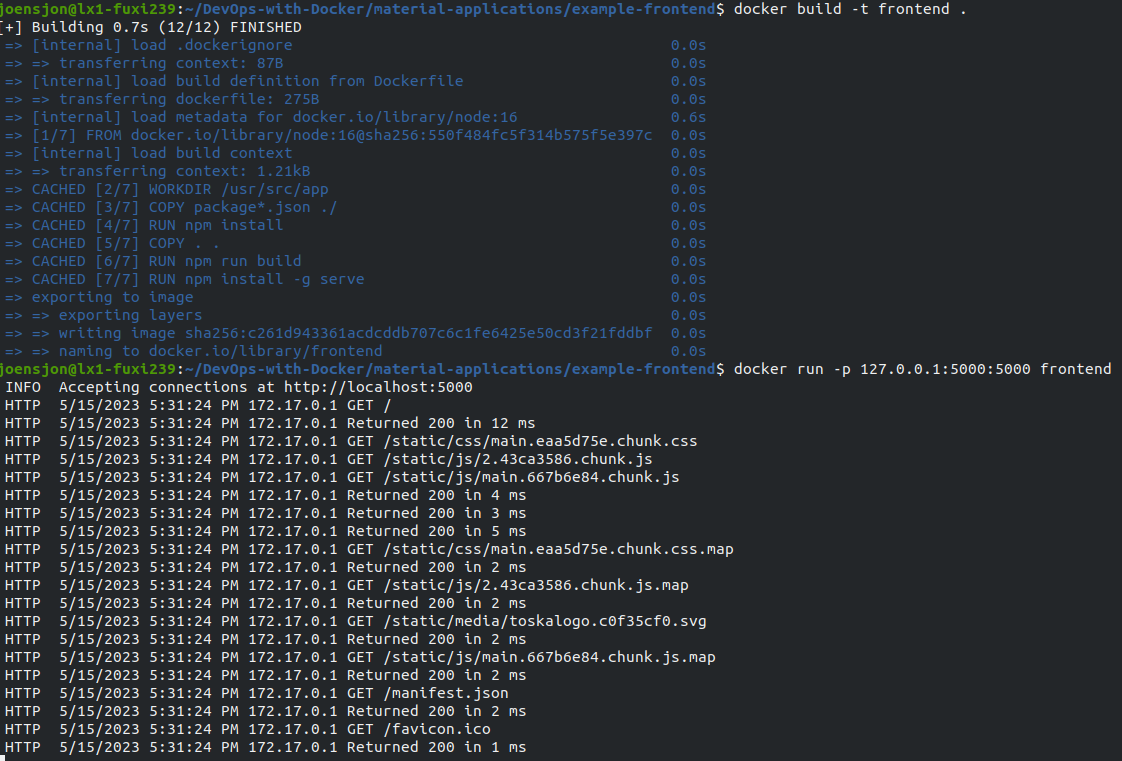 joensjon@lx1-fuxi239:~/DevOps-with-Docker/material-applications/example-frontend$ docker build -t frontend .
[+] Building 0.7s (12/12) FINISHED
=> [internal] load .dockerignore 0.0s
=> => transferring context: 87B 0.0s
=> [internal] load build definition from Dockerfile 0.0s
=> => transferring dockerfile: 275B 0.0s
=> [internal] load metadata for docker.io/library/node:16 0.6s
=> [1/7] FROM docker.io/library/node:16@sha256:550f484fc5f314b575f5e397c 0.0s
=> [internal] load build context 0.0s
=> => transferring context: 1.21kB 0.0s
=> CACHED [2/7] WORKDIR /usr/src/app 0.0s
=> CACHED [3/7] COPY package*.json ./ 0.0s
=> CACHED [4/7] RUN npm install 0.0s
=> CACHED [5/7] COPY . . 0.0s
=> CACHED [6/7] RUN npm run build 0.0s
=> CACHED [7/7] RUN npm install -g serve 0.0s
=> exporting to image 0.0s
=> => exporting layers 0.0s
=> => writing image sha256:c261d943361acdcddb707c6c1fe6425e50cd3f21fddbf 0.0s
=> => naming to docker.io/library/frontend 0.0s
joensjon@lx1-fuxi239:~/DevOps-with-Docker/material-applications/example-frontend$ docker run -p 127.0.0.1:5000:5000 frontend
INFO  Accepting connections at http://localhost:5000
HTTP  5/15/2023 5:31:24 PM 172.17.0.1 GET /
HTTP  5/15/2023 5:31:24 PM 172.17.0.1 Returned 200 in 12 ms
HTTP  5/15/2023 5:31:24 PM 172.17.0.1 GET /static/css/main.eaa5d75e.chunk.css
HTTP  5/15/2023 5:31:24 PM 172.17.0.1 GET /static/js/2.43ca3586.chunk.js
HTTP  5/15/2023 5:31:24 PM 172.17.0.1 GET /static/js/main.667b6e84.chunk.js
HTTP  5/15/2023 5:31:24 PM 172.17.0.1 Returned 200 in 4 ms
HTTP  5/15/2023 5:31:24 PM 172.17.0.1 Returned 200 in 3 ms
HTTP  5/15/2023 5:31:24 PM 172.17.0.1 Returned 200 in 5 ms
HTTP  5/15/2023 5:31:24 PM 172.17.0.1 GET /static/css/main.eaa5d75e.chunk.css.map
HTTP  5/15/2023 5:31:24 PM 172.17.0.1 Returned 200 in 2 ms
HTTP  5/15/2023 5:31:24 PM 172.17.0.1 GET /static/js/2.43ca3586.chunk.js.map
HTTP  5/15/2023 5:31:24 PM 172.17.0.1 Returned 200 in 2 ms
HTTP  5/15/2023 5:31:24 PM 172.17.0.1 GET /static/media/toskalogo.c0f35cf0.svg
HTTP  5/15/2023 5:31:24 PM 172.17.0.1 Returned 200 in 2 ms
HTTP  5/15/2023 5:31:24 PM 172.17.0.1 GET /static/js/main.667b6e84.chunk.js.map
HTTP  5/15/2023 5:31:24 PM 172.17.0.1 Returned 200 in 2 ms
HTTP  5/15/2023 5:31:24 PM 172.17.0.1 GET /manifest.json
HTTP  5/15/2023 5:31:24 PM 172.17.0.1 Returned 200 in 2 ms
HTTP  5/15/2023 5:31:24 PM 172.17.0.1 GET /favicon.ico
HTTP  5/15/2023 5:31:24 PM 172.17.0.1 Returned 200 in 1 ms